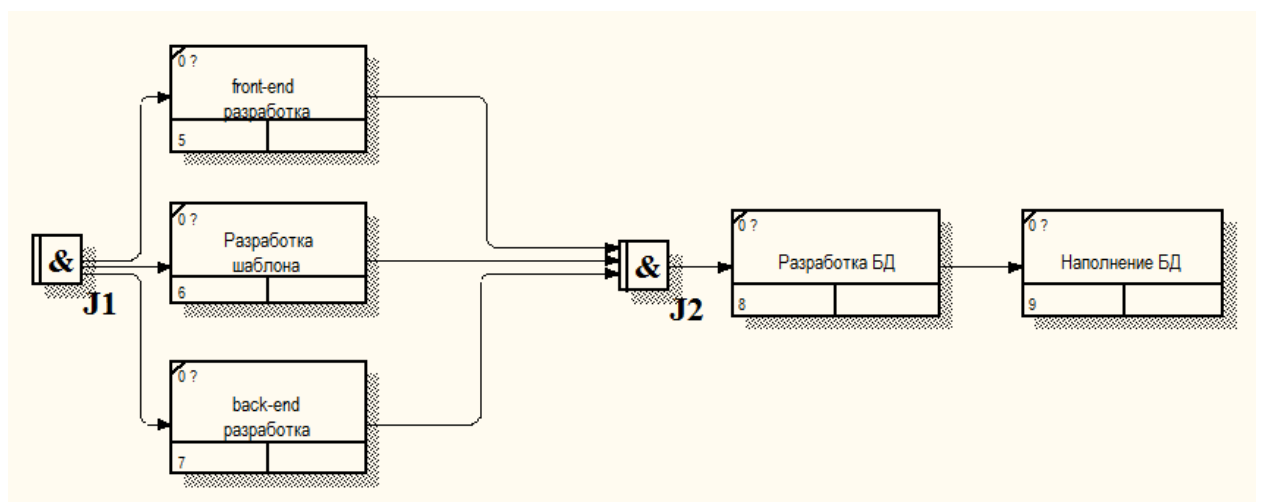 0 ?
front-end
разработка
5
0 ?
Разработка
шаблона
6
0 ?
back-end
разработка
7
&
J1
&
J2
0 ?
Разработка БД
8
0 ?
Наполнение БД
9